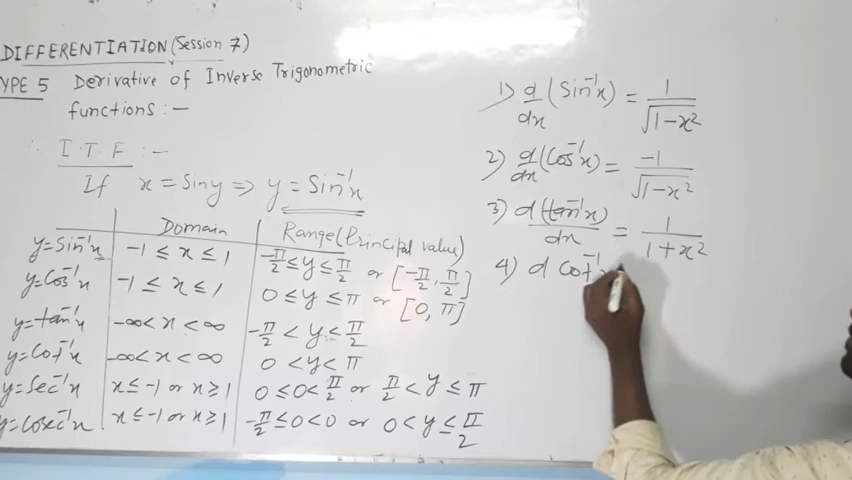 DIFFERENTIATION (Session 7)
YPE 5 Derivative of Inverse Trigonometric
functions :-
∴ I.T.F :-
If x = Siny ⇒ y = Sin⁻¹x
Domain Range (Principal value)
y=Sin⁻¹x -1 ≤ x ≤ 1 -π/2 ≤ y ≤ π/2 or [-π/2, π/2]
y=Cos⁻¹x -1 ≤ x ≤ 1 0 ≤ y ≤ π or [0, π]
y=tan⁻¹x -∞ < x < ∞ -π/2 < y < π/2
y=Cot⁻¹x -∞ < x < ∞ 0 < y < π
y=Sec⁻¹x x ≤ -1 or x ≥ 1 0 ≤ 0 < π/2 or π/2 < y ≤ π
y=Cosec⁻¹x x ≤ -1 or x ≥ 1 -π/2 ≤ 0 < 0 or 0 < y ≤ π/2
1) d/dx (Sin⁻¹x) = 1/√(1-x²)
2) d/dx (Cos⁻¹x) = -1/√(1-x²)
3) d(tan⁻¹x)/dx = 1/(1+x²)
4) d Cot⁻¹x